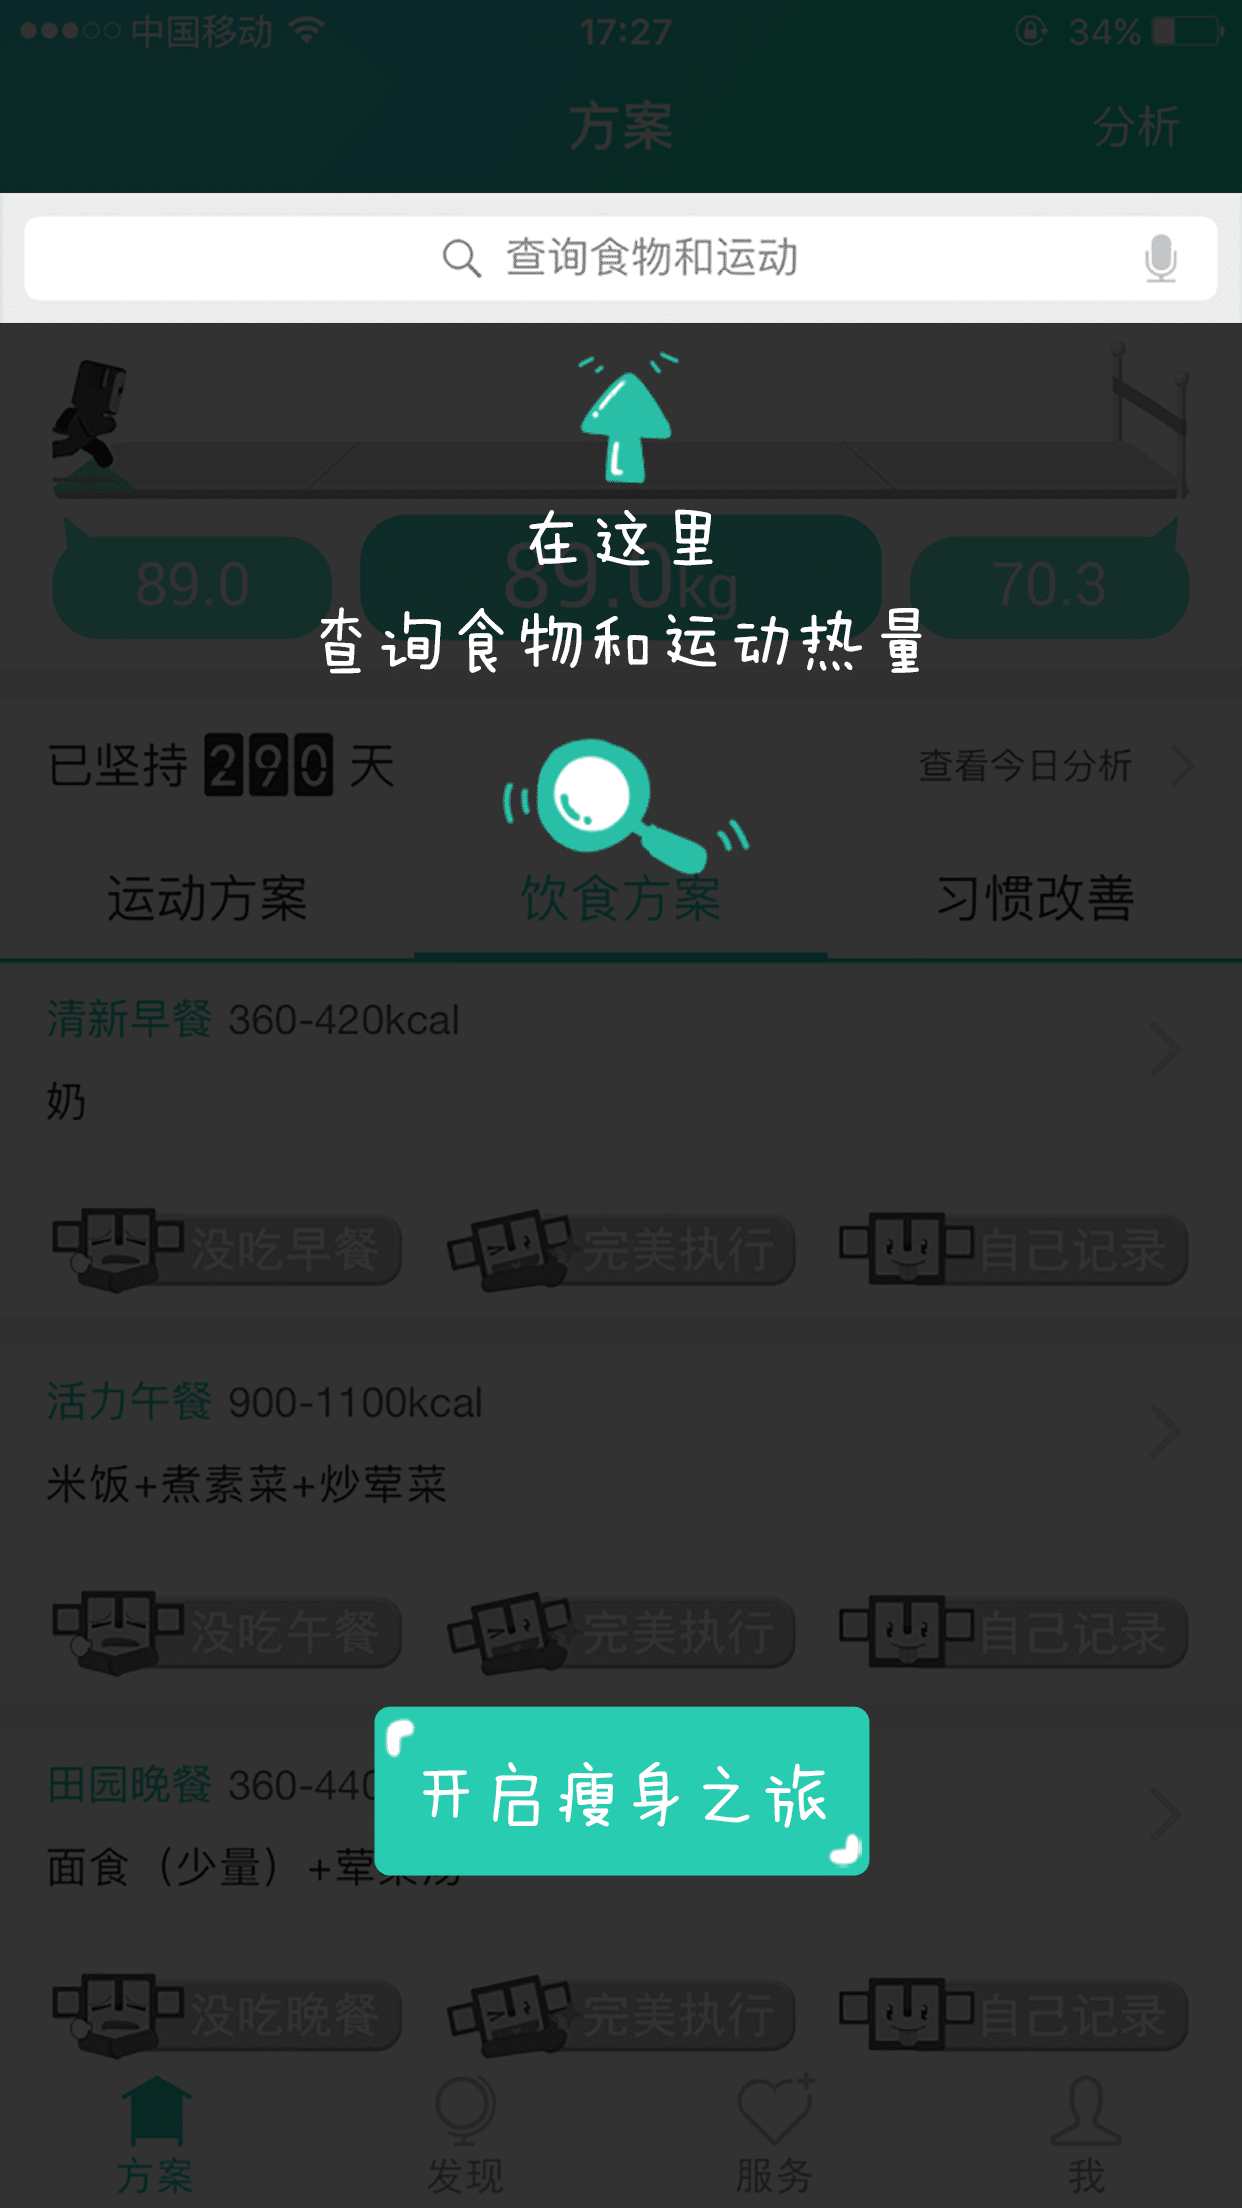 中国移动 17:27 34%
方案 分析
查询食物和运动
在这里
89.0 89.0kg 70.3
查询食物和运动热量
已坚持 290 天 查看今日分析
运动方案 饮食方案 习惯改善
清新早餐 360-420kcal
奶
没吃早餐 完美执行 自己记录
活力午餐 900-1100kcal
米饭+煮素菜+炒荤菜
没吃午餐 完美执行 自己记录
开启瘦身之旅
田园晚餐 360-440
面食（少量）+荤菜汤
没吃晚餐 完美执行 自己记录
方案 发现 服务 我